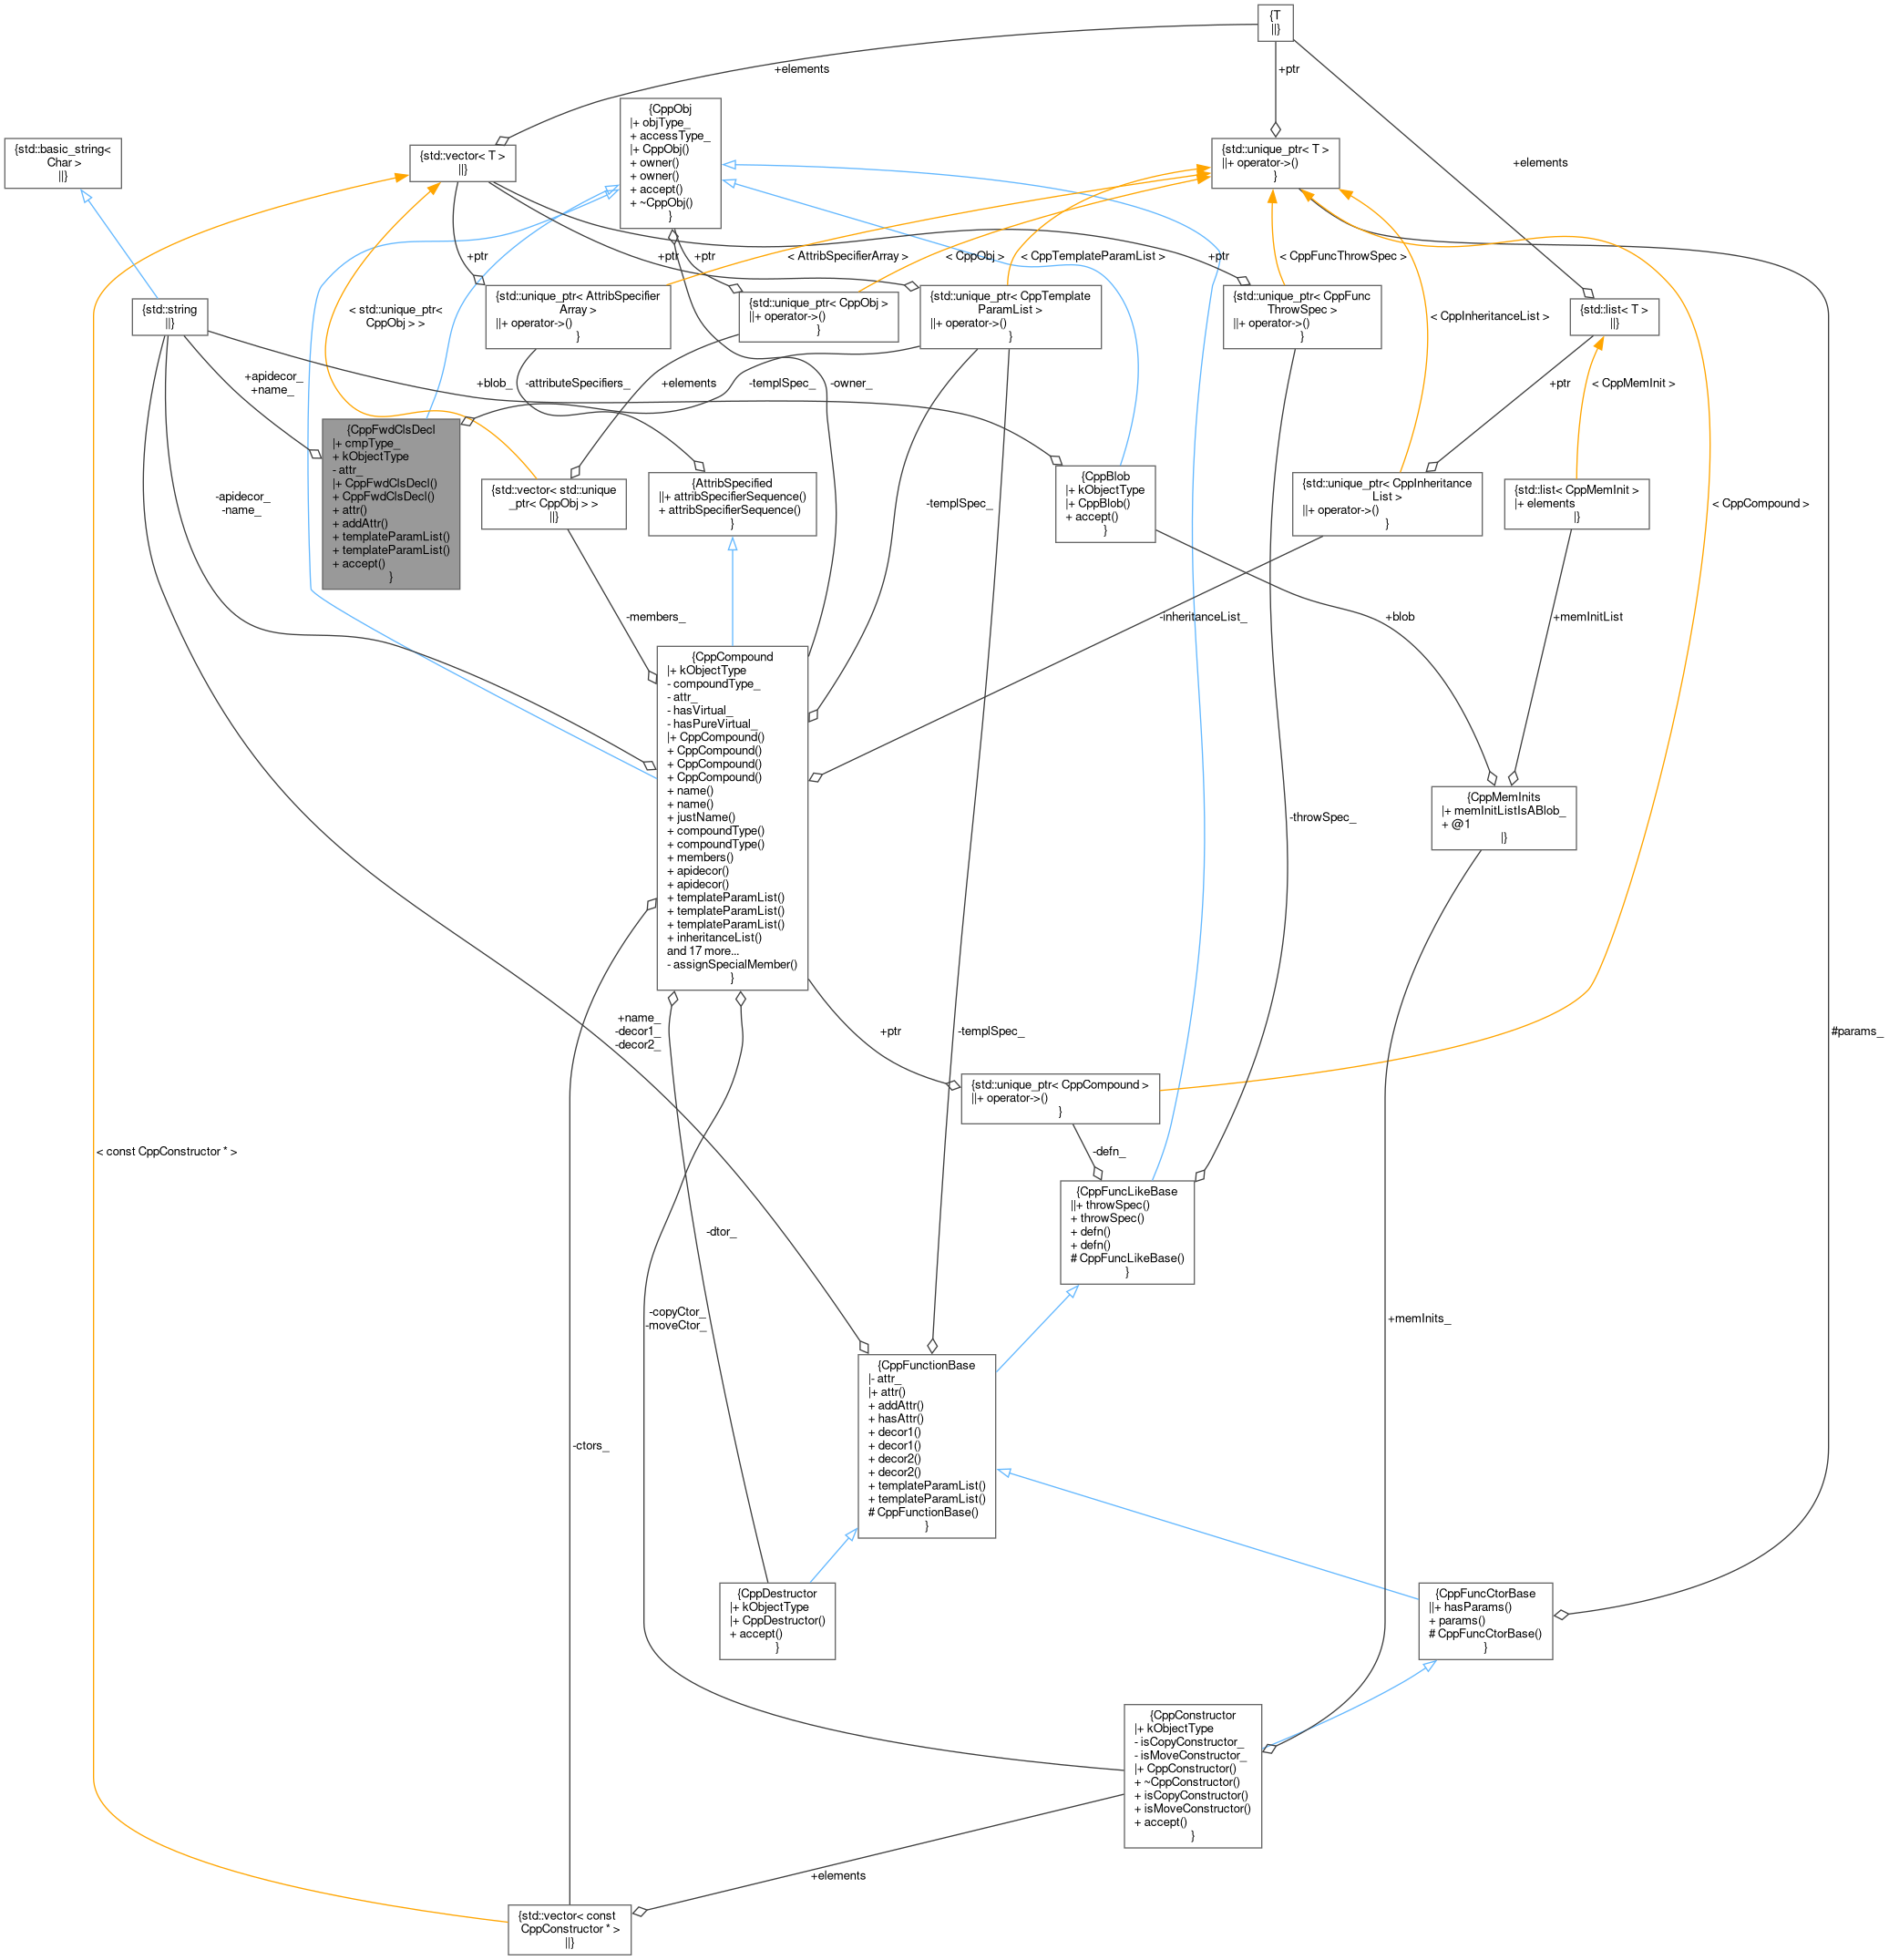 {T
||}
+elements
+ptr
{CppObj
|+ objType_
+ accessType_
|+ CppObj()
+ owner()
+ owner()
+ accept()
+ ~CppObj()
}
{std::basic_string<
Char >
||}
{std::vector< T >
||}
{std::unique_ptr< T >
||+ operator->()
}
+elements
+ptr
+ptr
+ptr
< AttribSpecifierArray >
< CppObj >
< CppTemplateParamList >
+ptr
< CppFuncThrowSpec >
{std::string
||}
< std::unique_ptr<
CppObj > >
{std::unique_ptr< AttribSpecifier
Array >
||+ operator->()
}
{std::unique_ptr< CppObj >
||+ operator->()
}
{std::unique_ptr< CppTemplate
ParamList >
||+ operator->()
}
{std::unique_ptr< CppFunc
ThrowSpec >
||+ operator->()
}
< CppInheritanceList >
{std::list< T >
||}
+apidecor_
+name_
+blob_
-attributeSpecifiers_
+elements
-templSpec_
-owner_
+ptr
< CppMemInit >
{CppFwdClsDecl
|+ cmpType_
+ kObjectType
- attr_
|+ CppFwdClsDecl()
+ CppFwdClsDecl()
+ attr()
+ addAttr()
+ templateParamList()
+ templateParamList()
+ accept()
}
-apidecor_
-name_
{std::vector< std::unique
_ptr< CppObj > >
||}
{AttribSpecified
||+ attribSpecifierSequence()
+ attribSpecifierSequence()
}
-templSpec_
{CppBlob
|+ kObjectType
|+ CppBlob()
+ accept()
}
{std::unique_ptr< CppInheritance
List >
||+ operator->()
}
{std::list< CppMemInit >
|+ elements
|}
< CppCompound >
-members_
-inheritanceList_
+blob
+memInitList
{CppCompound
|+ kObjectType
- compoundType_
- attr_
- hasVirtual_
- hasPureVirtual_
|+ CppCompound()
+ CppCompound()
+ CppCompound()
+ CppCompound()
+ name()
+ name()
+ justName()
+ compoundType()
+ compoundType()
+ members()
+ apidecor()
+ apidecor()
+ templateParamList()
+ templateParamList()
+ templateParamList()
+ inheritanceList()
and 17 more...
- assignSpecialMember()
}
-throwSpec_
{CppMemInits
|+ memInitListIsABlob_
+ @1
|}
+name_
-decor1_
-decor2_
+ptr
-templSpec_
#params_
{std::unique_ptr< CppCompound >
||+ operator->()
}
< const CppConstructor * >
-defn_
{CppFuncLikeBase
||+ throwSpec()
+ throwSpec()
+ defn()
+ defn()
# CppFuncLikeBase()
}
-dtor_
-copyCtor_
-moveCtor_
+memInits_
{CppFunctionBase
|- attr_
|+ attr()
+ addAttr()
+ hasAttr()
+ decor1()
+ decor1()
+ decor2()
+ decor2()
+ templateParamList()
+ templateParamList()
# CppFunctionBase()
}
-ctors_
{CppDestructor
|+ kObjectType
|+ CppDestructor()
+ accept()
}
{CppFuncCtorBase
||+ hasParams()
+ params()
# CppFuncCtorBase()
}
{CppConstructor
|+ kObjectType
- isCopyConstructor_
- isMoveConstructor_
|+ CppConstructor()
+ ~CppConstructor()
+ isCopyConstructor()
+ isMoveConstructor()
+ accept()
}
+elements
{std::vector< const
CppConstructor * >
||}